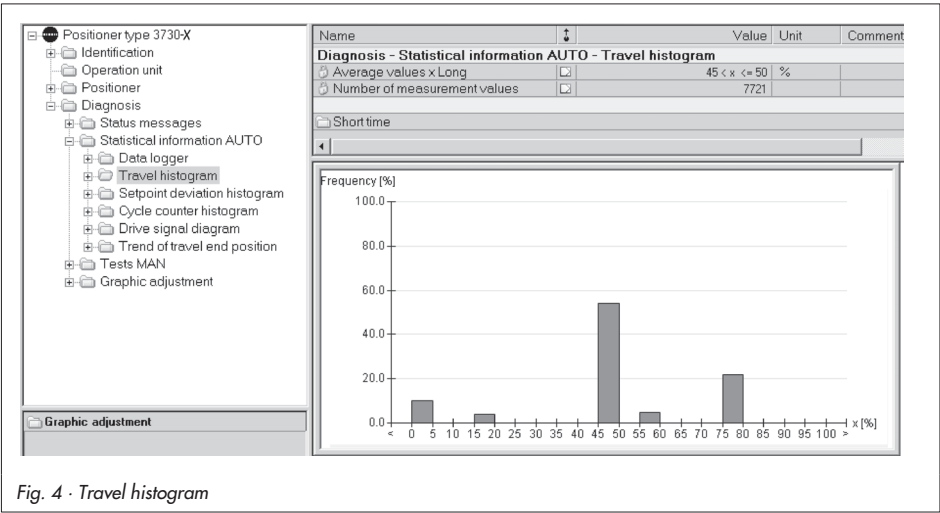 Positioner type 3730-X
Identification
Operation unit
Positioner
Diagnosis
Status messages
Statistical information AUTO
Data logger
Travel histogram
Setpoint deviation histogram
Cycle counter histogram
Drive signal diagram
Trend of travel end position
Tests MAN
Graphic adjustment
Graphic adjustment
Name Value Unit Comment
Diagnosis - Statistical information AUTO - Travel histogram
Average values x Long 45 < x <= 50 %
Number of measurement values 7721
Short time
Frequency [%]
100.0
80.0
60.0
40.0
20.0
0.0
< 0 5 10 15 20 25 30 35 40 45 50 55 60 65 70 75 80 85 90 95 100 > x [%]
Fig. 4 · Travel histogram